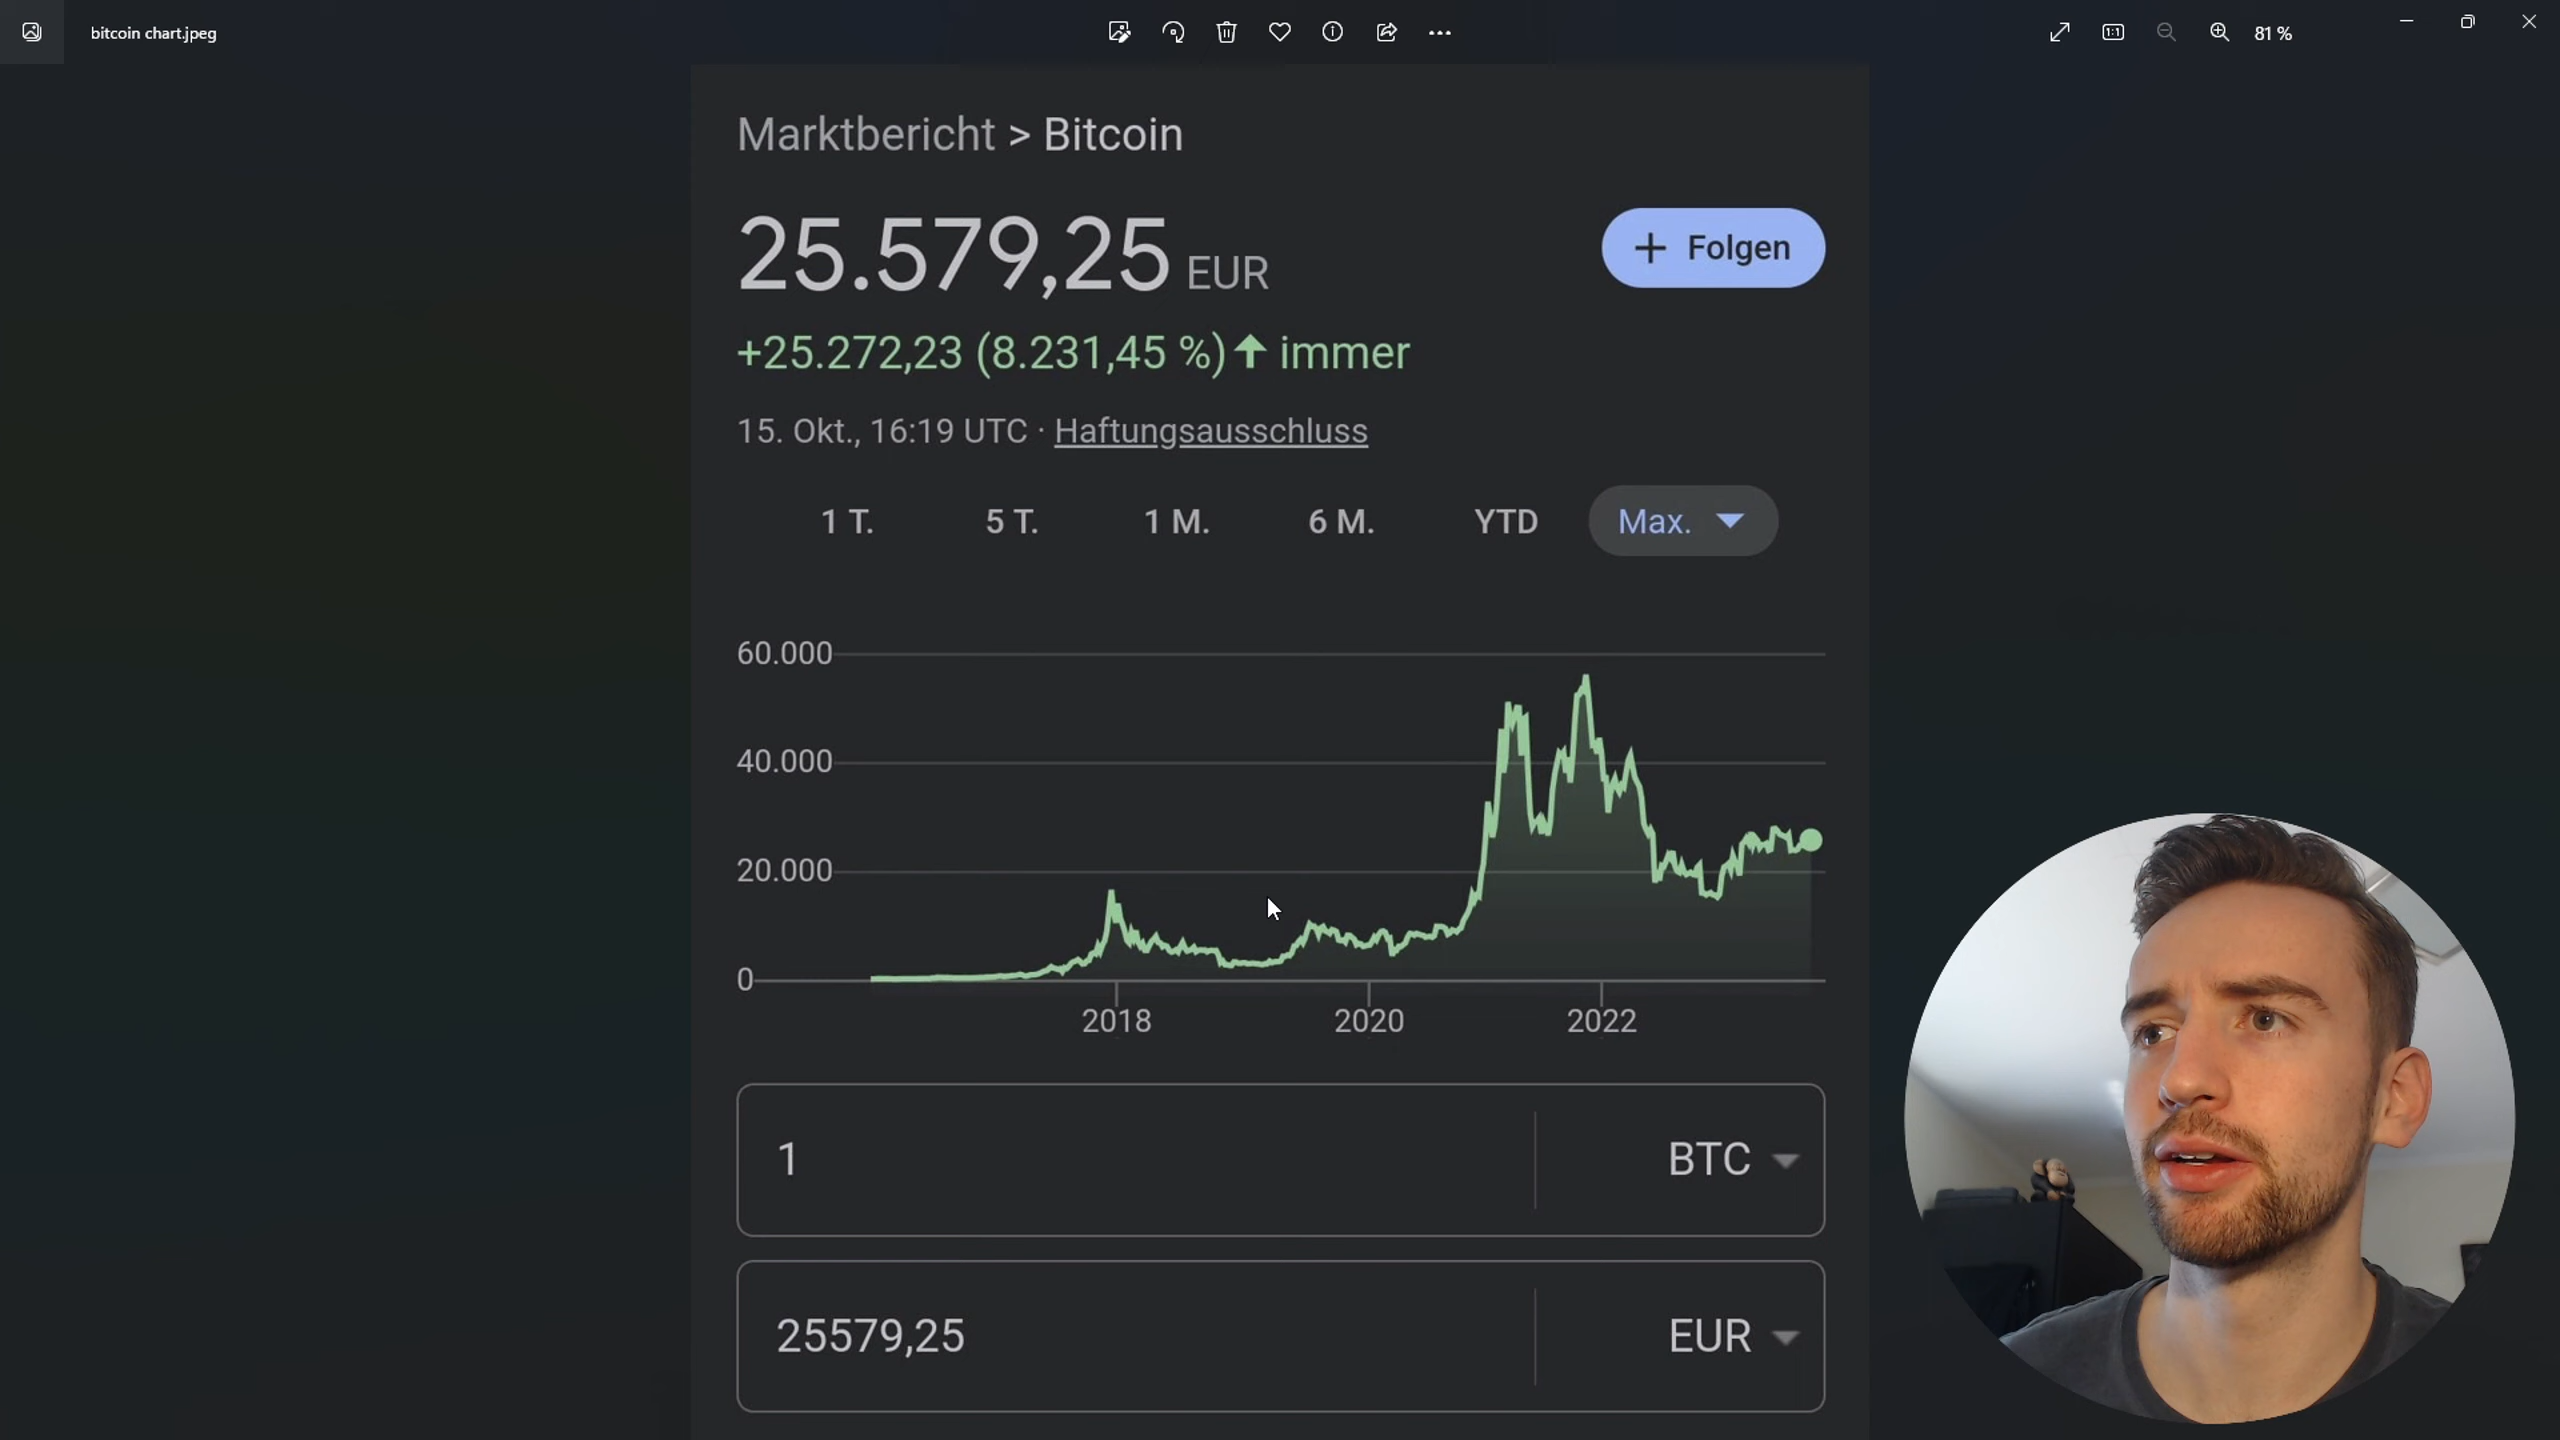 bitcoin chart.jpeg
81 %
Marktbericht > Bitcoin
25.579,25 EUR
+ Folgen
+25.272,23 (8.231,45 %) ↑ immer
15. Okt., 16:19 UTC · Haftungsausschluss
1 T. 5 T. 1 M. 6 M. YTD Max.
60.000
40.000
20.000
0
2018 2020 2022
1 BTC
25579,25 EUR